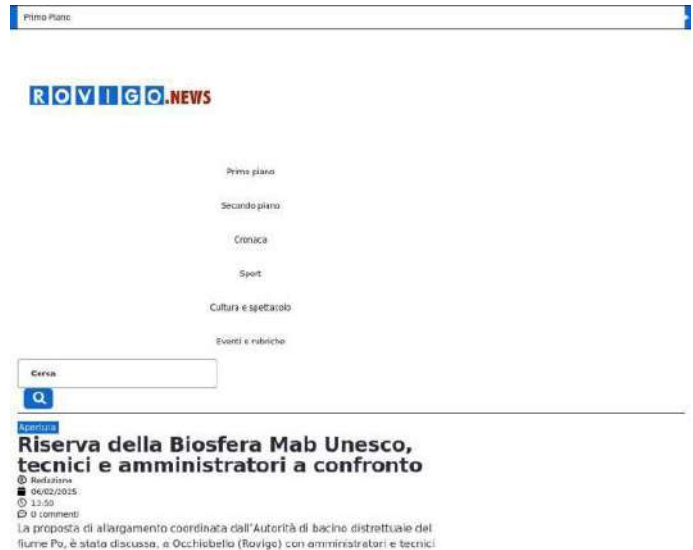 Primo Piano
ROVIGO.NEWS
Primo piano
Secondo piano
Cronaca
Sport
Cultura e spettacolo
Eventi e rubriche
Cerca
Apertura
Riserva della Biosfera Mab Unesco,
tecnici e amministratori a confronto
Redazione
06/02/2025
13:50
0 commenti
La proposta di allargamento coordinata dall'Autorità di bacino distrettuale del
fiume Po, è stata discussa, a Occhiobello (Rovigo) con amministratori e tecnici